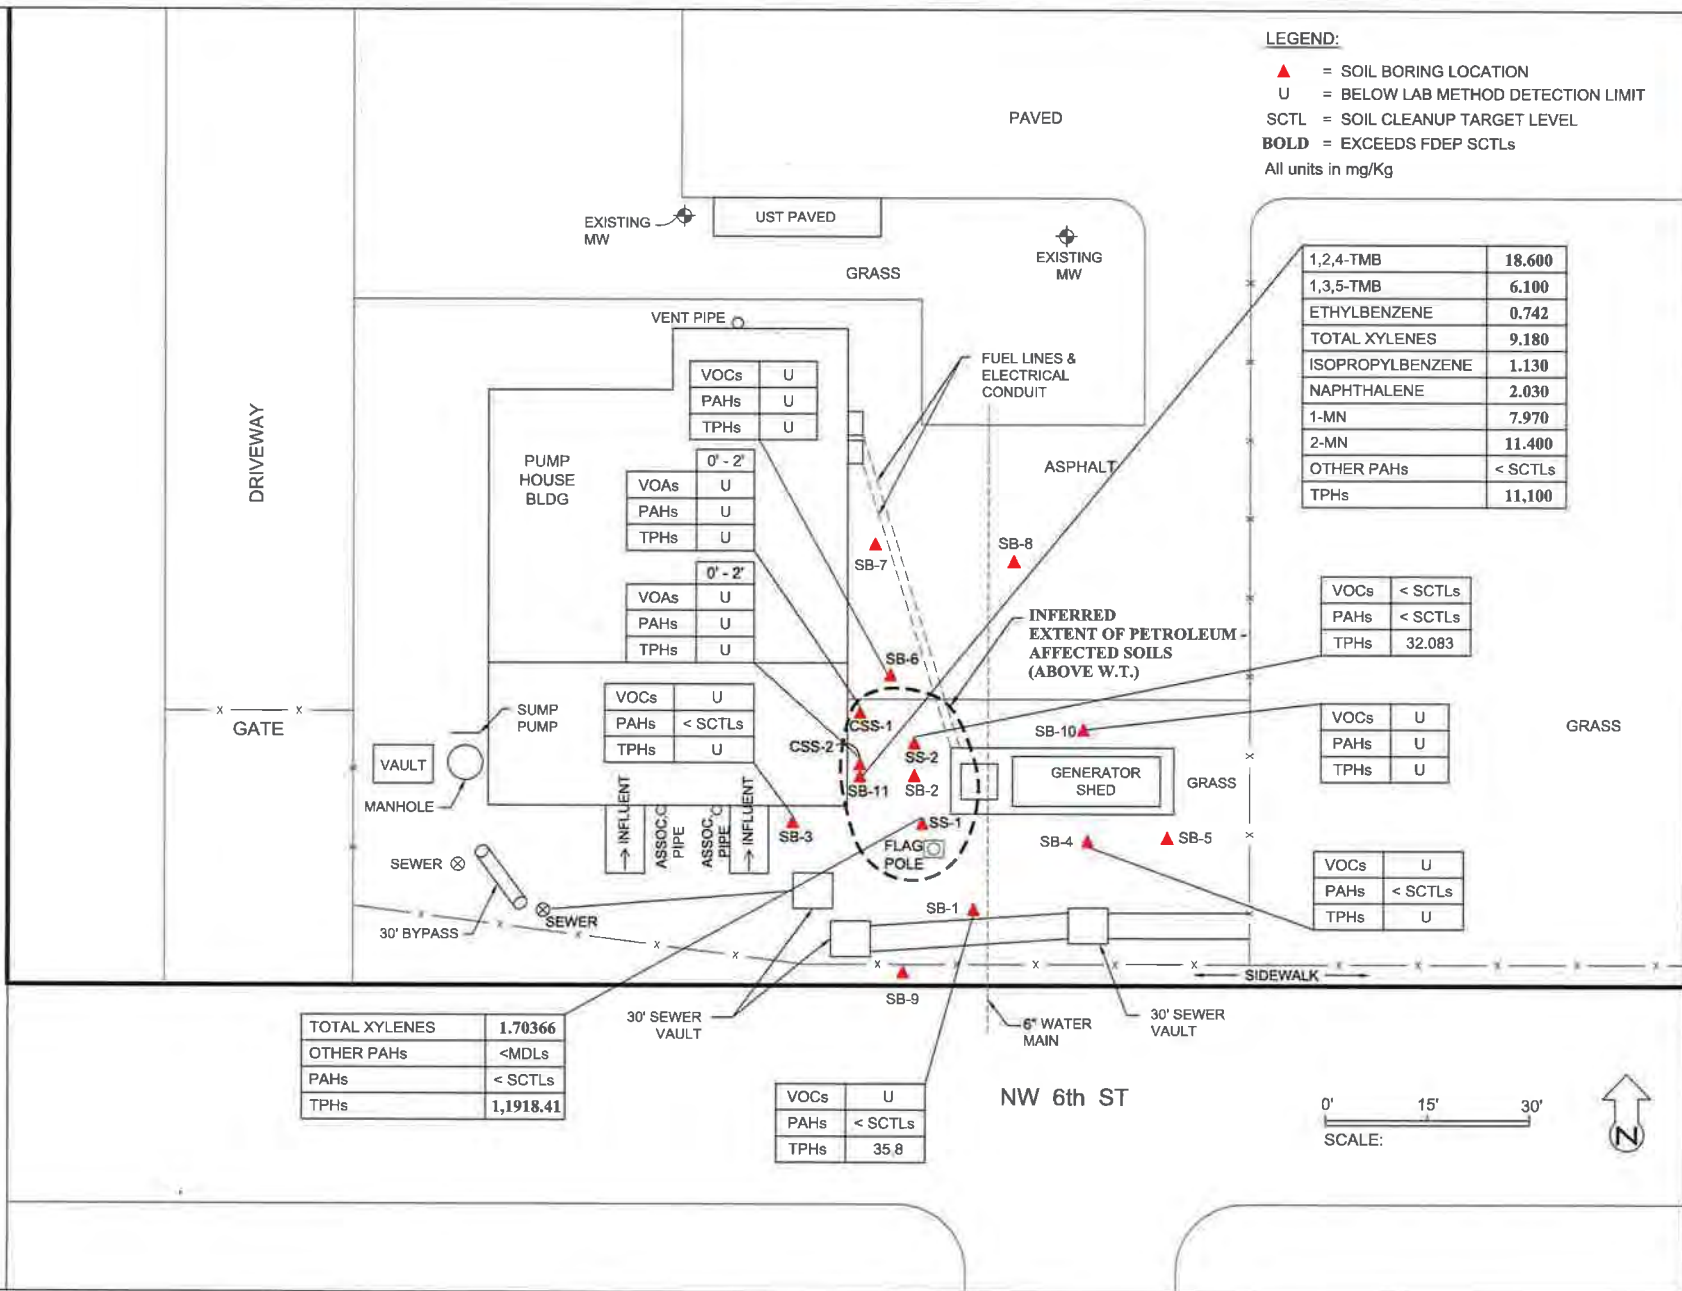 LEGEND:
= SOIL BORING LOCATION
U = BELOW LAB METHOD DETECTION LIMIT
SCTL = SOIL CLEANUP TARGET LEVEL
BOLD = EXCEEDS FDEP SCTLs
All units in mg/Kg
PAVED
EXISTING
MW
UST PAVED
EXISTING
MW
GRASS
VENT PIPE
FUEL LINES &
ELECTRICAL
CONDUIT
1,2,4-TMB 18.600
1,3,5-TMB 6.100
ETHYLBENZENE 0.742
TOTAL XYLENES 9.180
ISOPROPYLBENZENE 1.130
NAPHTHALENE 2.030
1-MN 7.970
2-MN 11.400
OTHER PAHs < SCTLs
TPHs 11,100
VOCs U
PAHs U
TPHs U
DRIVEWAY
PUMP
HOUSE
BLDG
ASPHALT
0' - 2'
VOAs U
PAHs U
TPHs U
0' - 2'
VOAs U
PAHs U
TPHs U
SB-7
SB-8
INFERRED
EXTENT OF PETROLEUM -
AFFECTED SOILS
(ABOVE W.T.)
VOCs < SCTLs
PAHs < SCTLs
TPHs 32.083
SB-6
VOCs U
PAHs < SCTLs
TPHs U
SUMP
PUMP
x x
GATE
CSS-1
CSS-2
SS-2
SB-10
VOCs U
PAHs U
TPHs U
GRASS
VAULT
MANHOLE
SB-11
SB-2
GENERATOR
SHED
GRASS
INFLUENT
ASSOC.
PIPE
ASSOC.
PIPE
INFLUENT
SB-3
SS-1
FLAG
POLE
SB-4
SB-5
VOCs U
PAHs < SCTLs
TPHs U
SEWER
SEWER
30' BYPASS
SB-1
SB-9
SIDEWALK
30' SEWER
VAULT
6" WATER
MAIN
30' SEWER
VAULT
TOTAL XYLENES 1.70366
OTHER PAHs <MDLs
PAHs < SCTLs
TPHs 1,1918.41
VOCs U
PAHs < SCTLs
TPHs 35.8
NW 6th ST
0' 15' 30'
SCALE:
N